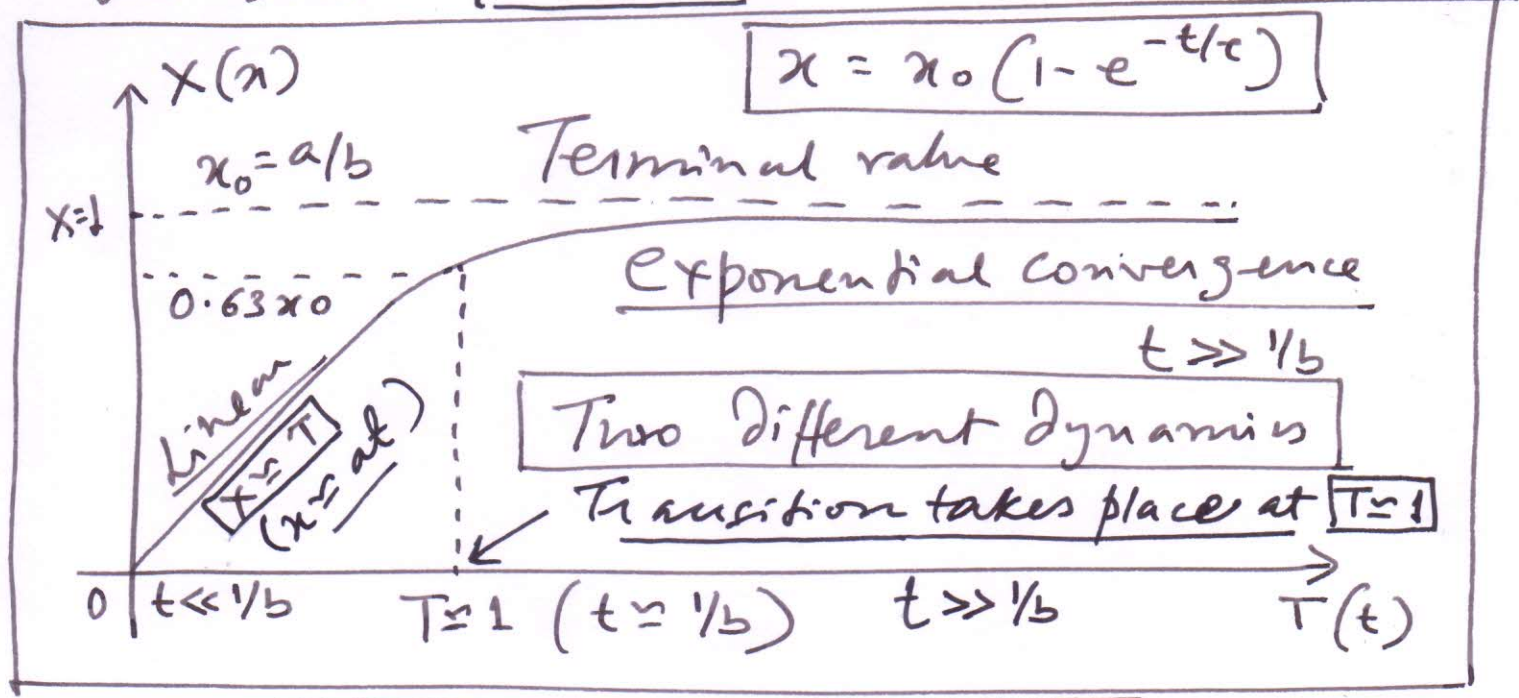 X(x)
x = x₀(1 - e^(-t/τ))
x₀ = a/b
Terminal value
X=1
0.63x₀
exponential convergence
t >> 1/b
Linear
X ≃ T
(x ≃ at)
Two Different Dynamics
Transition takes place at T≃1
0
t << 1/b
T≃1 (t ≃ 1/b)
t >> 1/b
T(t)